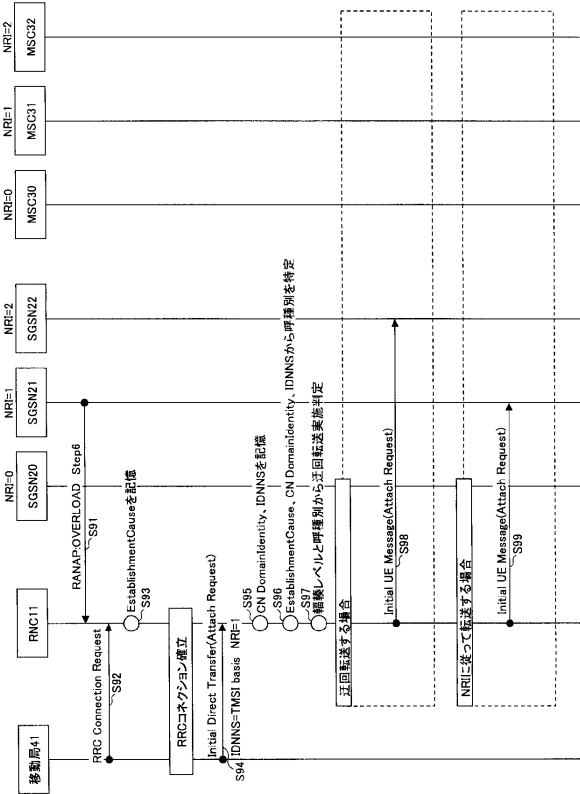 NRI=0
NRI=1
NRI=2
NRI=0
NRI=1
NRI=2
移動局41
RNC11
SGSN20
SGSN21
SGSN22
MSC30
MSC31
MSC32
RANAP:OVERLOAD Step6
S91
RRC Connection Request
S92
EstablishmentCauseを記憶
S93
RRCコネクション確立
Initial Direct Transfer(Attach Request)
S94 IDNNS=TMSI basis NRI=1
S95
CN DomainIdentity、IDNNSを記憶
S96
EstablishmentCause、CN DomainIdentity、IDNNSから呼種別を特定
S97
輻輳レベルと呼種別から迂回転送実施判定
迂回転送する場合
Initial UE Message(Attach Request)
S98
NRIに従って転送する場合
Initial UE Message(Attach Request)
S99